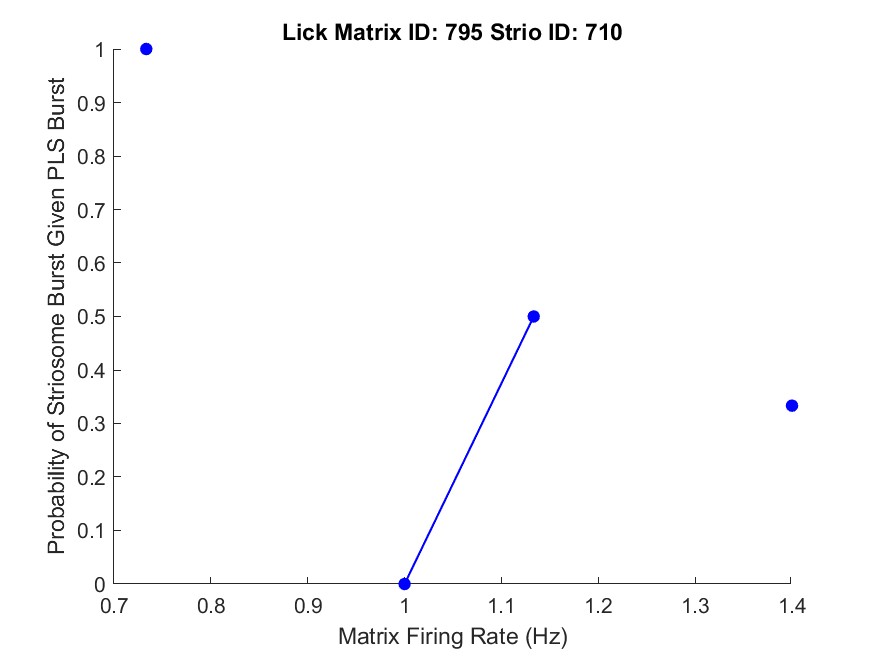 Lick Matrix ID: 795 Strio ID: 710
Probability of Striosome Burst Given PLS Burst
1
0.9
0.8
0.7
0.6
0.5
0.4
0.3
0.2
0.1
0
0.7 0.8 0.9 1 1.1 1.2 1.3 1.4
Matrix Firing Rate (Hz)